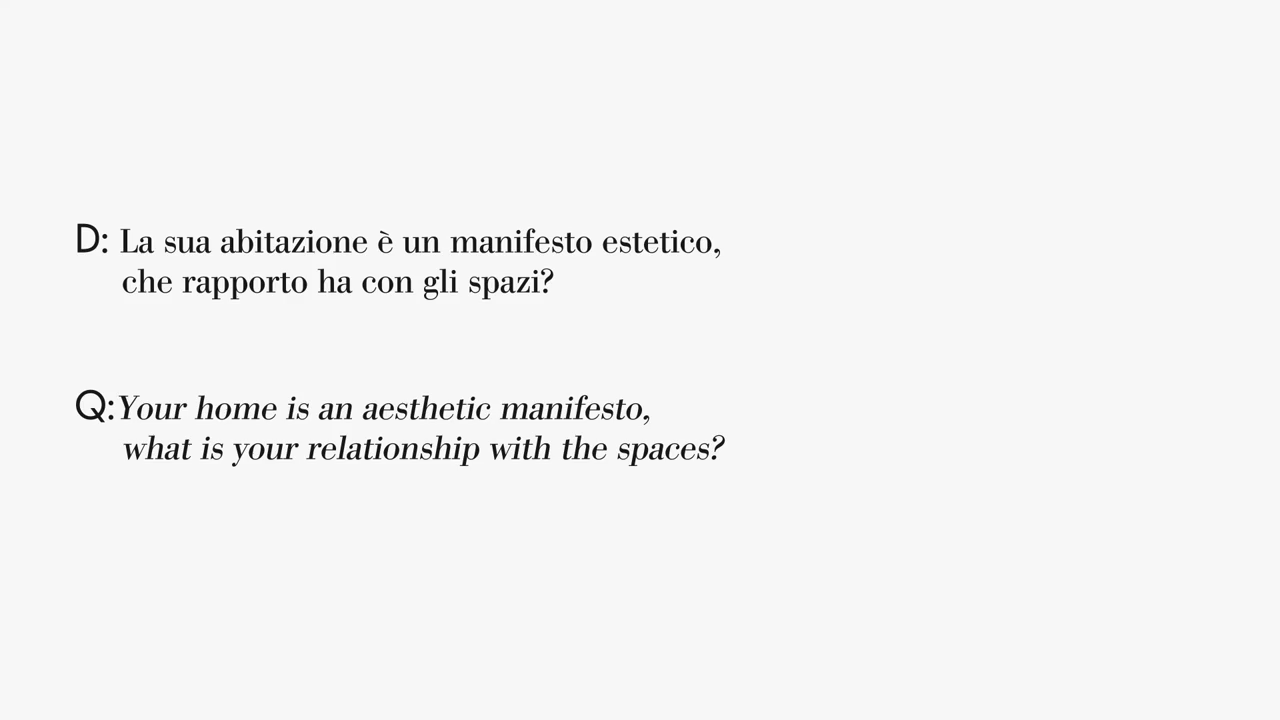 D: La sua abitazione è un manifesto estetico,
che rapporto ha con gli spazi?
Q: Your home is an aesthetic manifesto,
what is your relationship with the spaces?